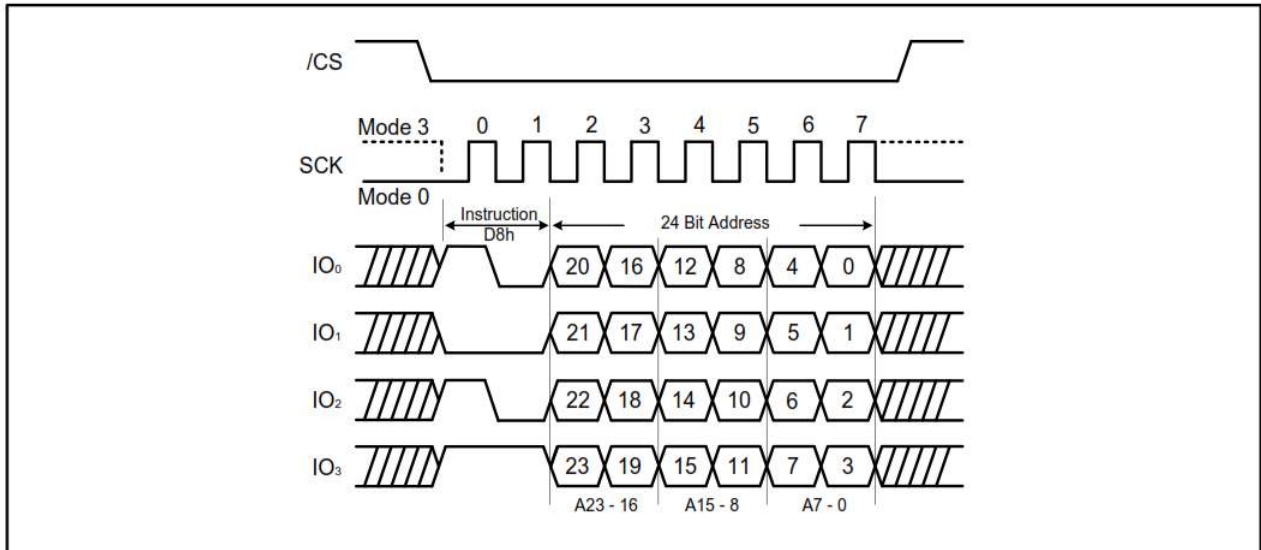 /CS
Mode 3 0 1 2 3 4 5 6 7
SCK
Mode 0
Instruction 24 Bit Address
D8h
IO₀ 20 16 12 8 4 0
IO₁ 21 17 13 9 5 1
IO₂ 22 18 14 10 6 2
IO₃ 23 19 15 11 7 3
A23 - 16 A15 - 8 A7 - 0